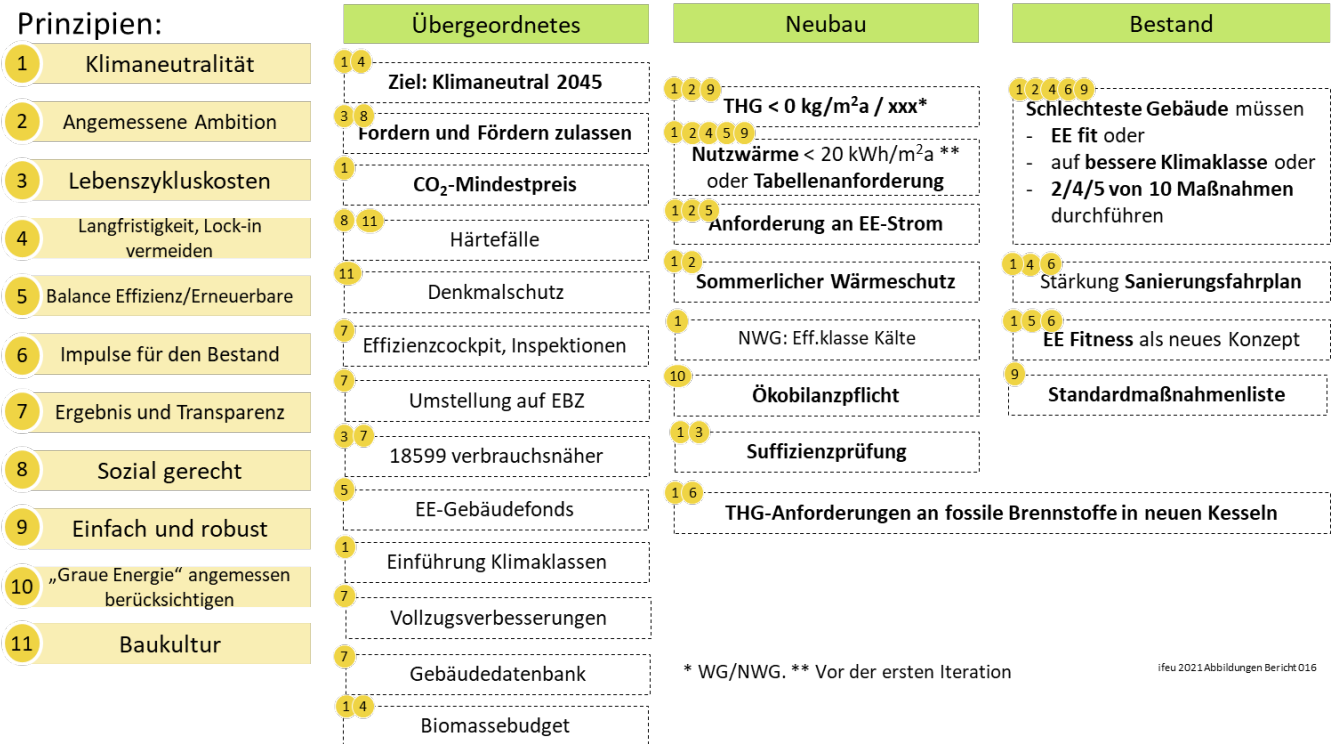 Prinzipien:
1 Klimaneutralität
2 Angemessene Ambition
3 Lebenszykluskosten
4 Langfristigkeit, Lock-in
vermeiden
5 Balance Effizienz/Erneuerbare
6 Impulse für den Bestand
7 Ergebnis und Transparenz
8 Sozial gerecht
9 Einfach und robust
10 „Graue Energie“ angemessen
berücksichtigen
11 Baukultur
Übergeordnetes
1 4
Ziel: Klimaneutral 2045
3 8
Fordern und Fördern zulassen
1
CO₂-Mindestpreis
8 11
Härtefälle
11
Denkmalschutz
7
Effizienzcockpit, Inspektionen
7
Umstellung auf EBZ
3 7
18599 verbrauchsnäher
5
EE-Gebäudefonds
1
Einführung Klimaklassen
7
Vollzugsverbesserungen
7
Gebäudedatenbank
1 4
Biomassebudget
Neubau
1 2 9
THG < 0 kg/m²a / xxx*
1 2 4 5 9
Nutzwärme < 20 kWh/m²a **
oder Tabellenanforderung
1 2 5
Anforderung an EE-Strom
1 2
Sommerlicher Wärmeschutz
1
NWG: Eff.klasse Kälte
10
Ökobilanzpflicht
1 3
Suffizienzprüfung
1 6
THG-Anforderungen an fossile Brennstoffe in neuen Kesseln
Bestand
1 2 4 6 9
Schlechteste Gebäude müssen
- EE fit oder
- auf bessere Klimaklasse oder
- 2/4/5 von 10 Maßnahmen
durchführen
1 4 6
Stärkung Sanierungsfahrplan
1 5 6
EE Fitness als neues Konzept
9
Standardmaßnahmenliste
* WG/NWG. ** Vor der ersten Iteration
ifeu 2021 Abbildungen Bericht 016